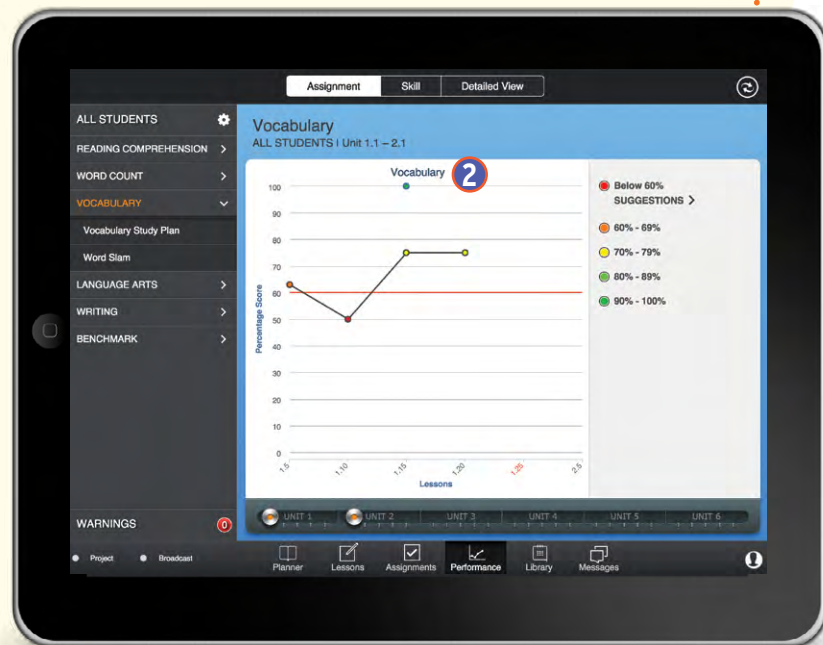 Assignment
Skill
Detailed View
ALL STUDENTS
READING COMPREHENSION
WORD COUNT
VOCABULARY
Vocabulary Study Plan
Word Slam
LANGUAGE ARTS
WRITING
BENCHMARK
WARNINGS
0
Project
Broadcast
Vocabulary
ALL STUDENTS | Unit 1.1 – 2.1
Vocabulary
2
100
90
80
70
60
50
40
30
20
10
0
Percentage Score
1.5
1.10
1.15
1.20
1.25
2.5
Lessons
Below 60%
SUGGESTIONS >
60% - 69%
70% - 79%
80% - 89%
90% - 100%
UNIT 1
UNIT 2
UNIT 3
UNIT 4
UNIT 5
UNIT 6
Planner
Lessons
Assignments
Performance
Library
Messages